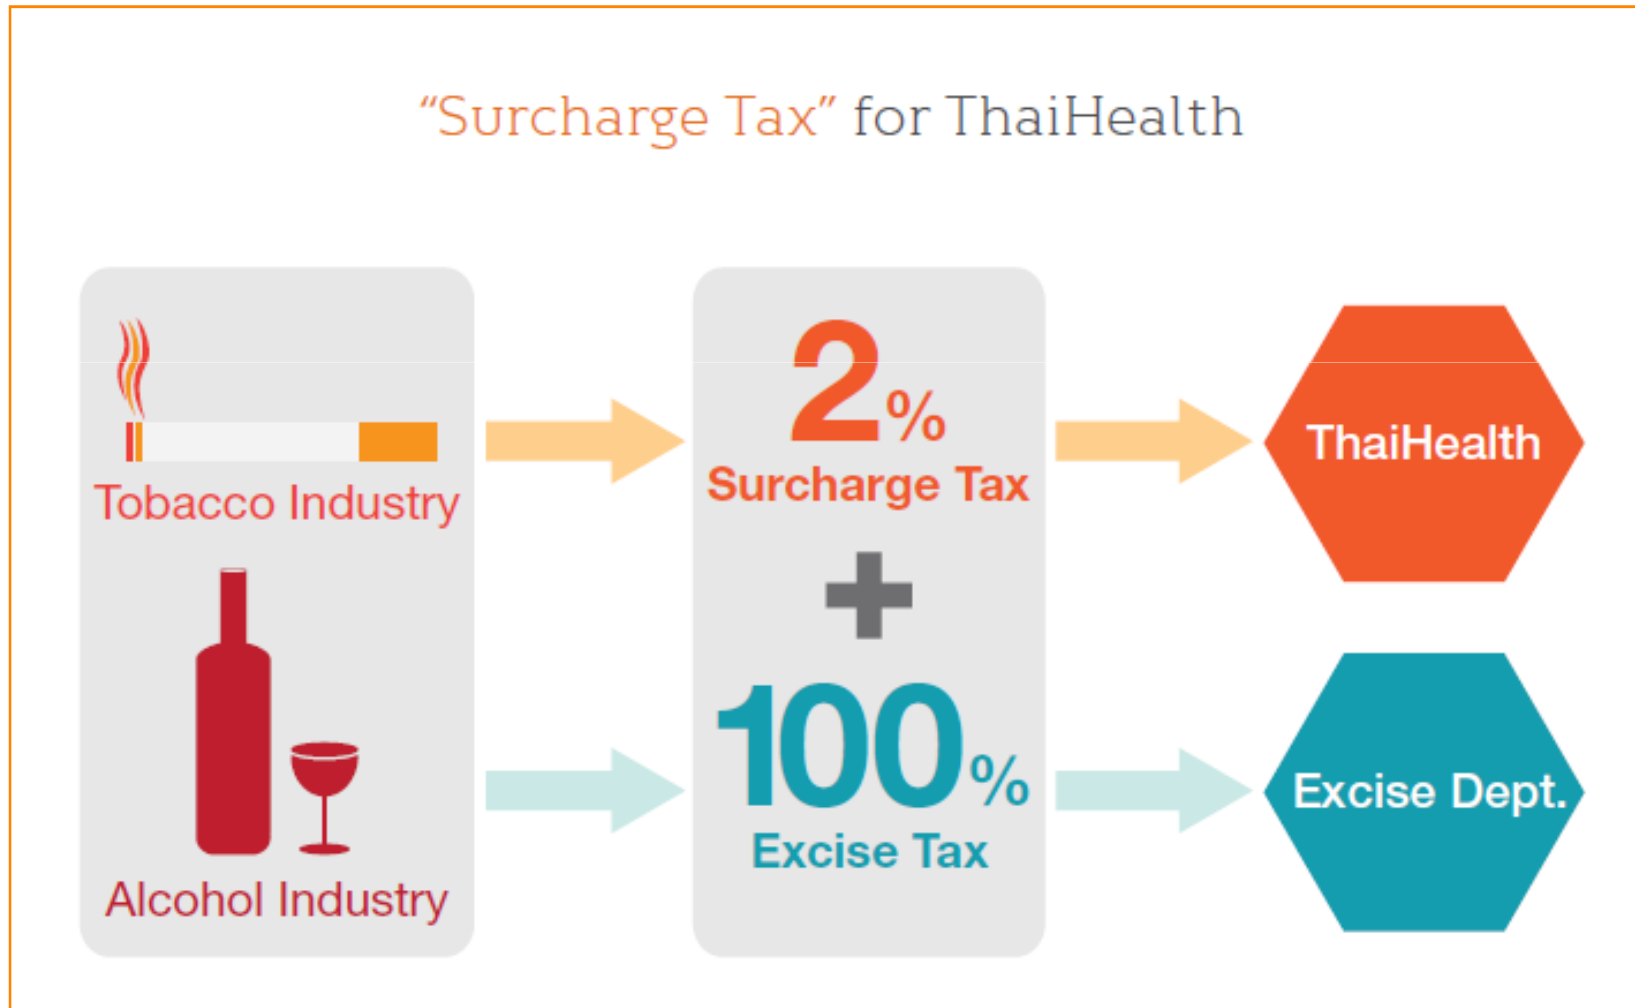 “Surcharge Tax” for ThaiHealth
Tobacco Industry
Alcohol Industry
2%
Surcharge Tax
+
100%
Excise Tax
ThaiHealth
Excise Dept.